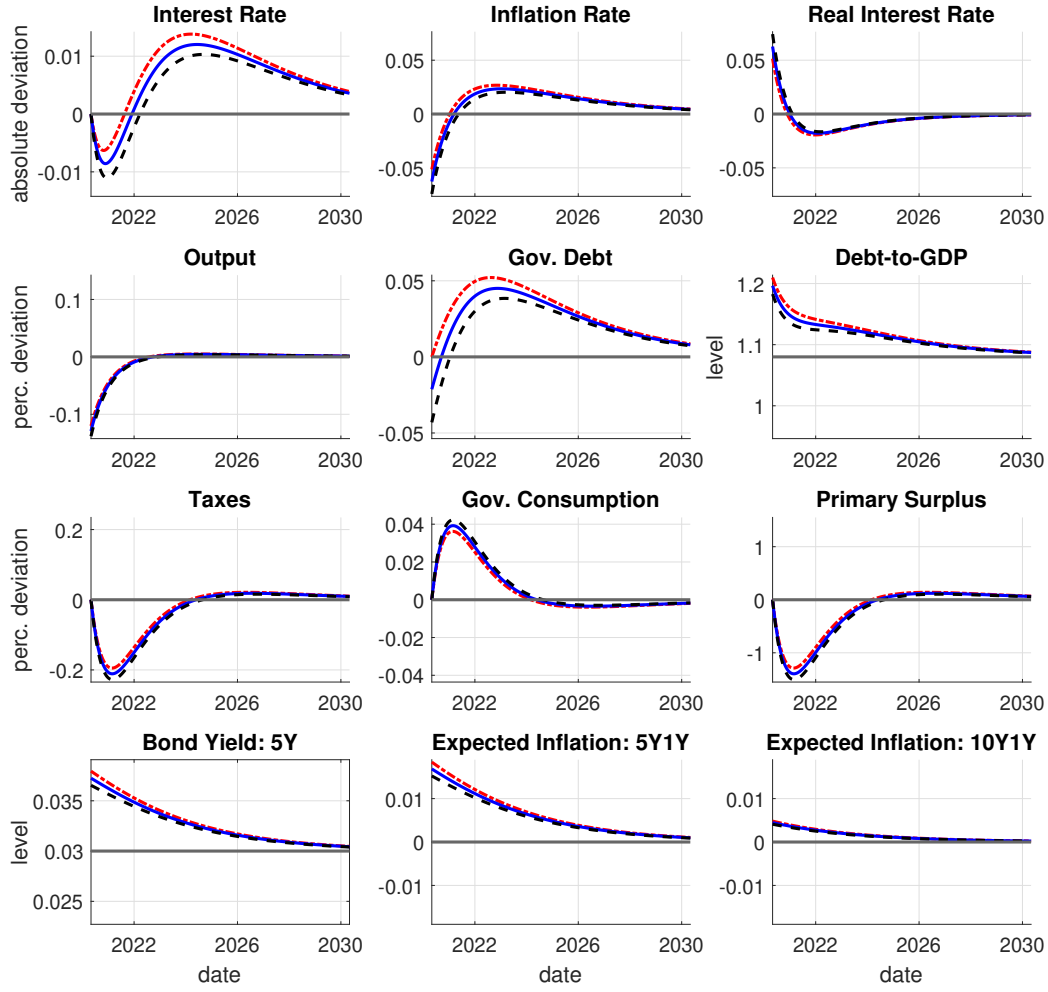 Interest Rate
absolute deviation
0.01
0
-0.01
2022 2026 2030
Inflation Rate
0.05
0
-0.05
2022 2026 2030
Real Interest Rate
0.05
0
-0.05
2022 2026 2030
Output
perc. deviation
0.1
0
-0.1
2022 2026 2030
Gov. Debt
0.05
0
-0.05
2022 2026 2030
Debt-to-GDP
level
1.2
1.1
1
2022 2026 2030
Taxes
perc. deviation
0.2
0
-0.2
2022 2026 2030
Gov. Consumption
0.04
0.02
0
-0.02
-0.04
2022 2026 2030
Primary Surplus
1
0
-1
2022 2026 2030
Bond Yield: 5Y
level
0.035
0.03
0.025
2022 2026 2030
date
Expected Inflation: 5Y1Y
0.01
0
-0.01
2022 2026 2030
date
Expected Inflation: 10Y1Y
0.01
0
-0.01
2022 2026 2030
date